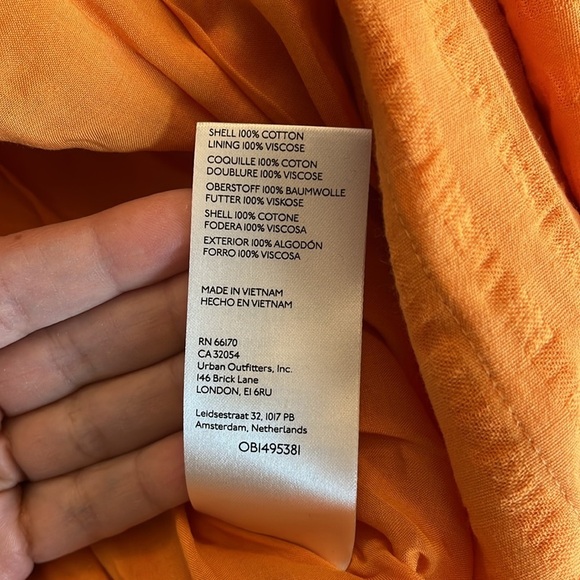 SHELL 100% COTTON
LINING 100% VISCOSE
COQUILLE 100% COTON
DOUBLURE 100% VISCOSE
OBERSTOFF 100% BAUMWOLLE
FUTTER 100% VISKOSE
SHELL 100% COTONE
FODERA 100% VISCOSA
EXTERIOR 100% ALGODÓN
FORRO 100% VISCOSA
MADE IN VIETNAM
HECHO EN VIETNAM
RN 66170
CA 32054
Urban Outfitters, Inc.
146 Brick Lane
LONDON, E1 6RU
Leidsestraat 32, 1017 PB
Amsterdam, Netherlands
OB1495381